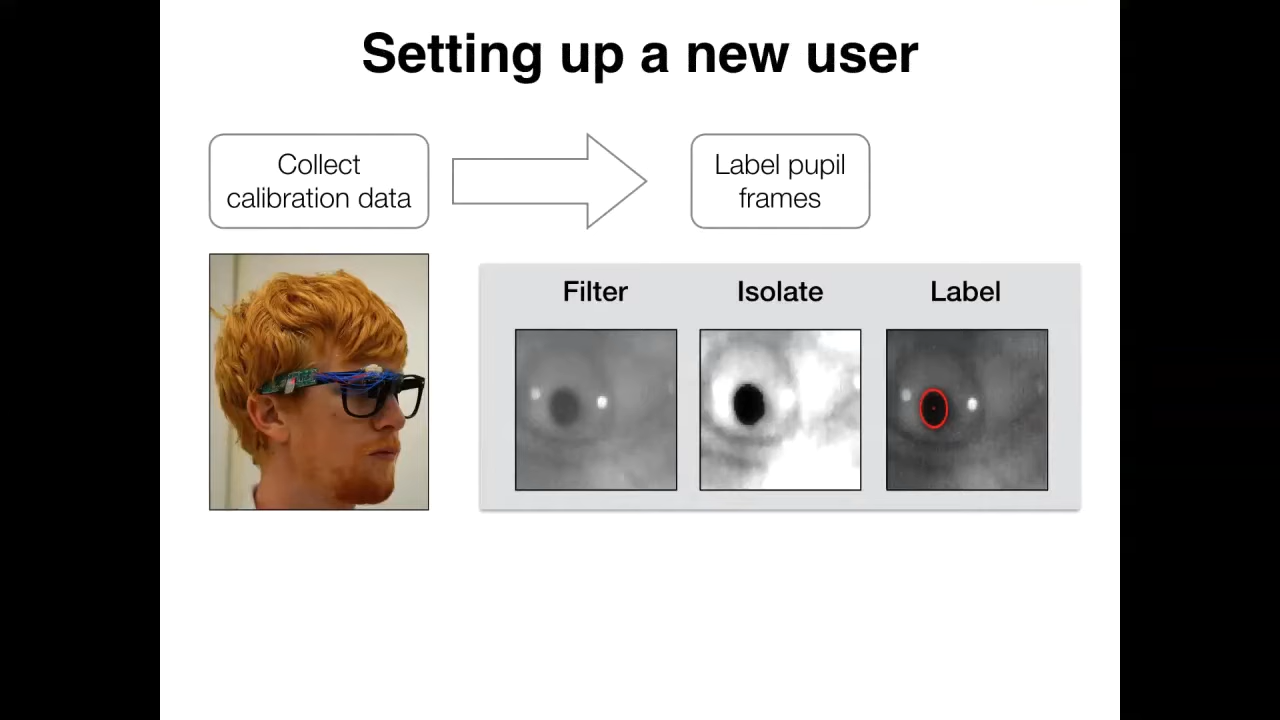 Setting up a new user
Collect
calibration data
Label pupil
frames
Filter
Isolate
Label